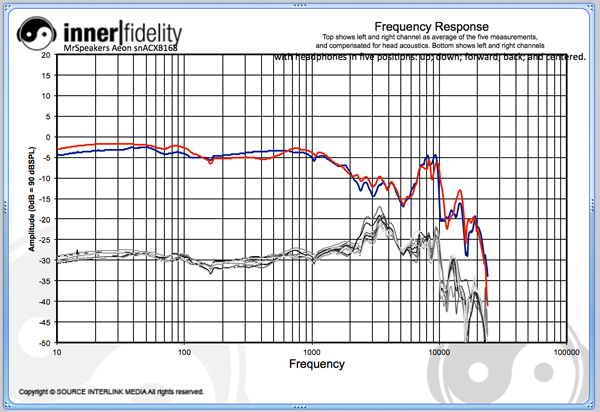 inner|fidelity
MrSpeakers Aeon snACXB168
Frequency Response
Top shows left and right channel as average of the five measurements,
and compensated for head acoustics. Bottom shows left and right channels
with headphones in five positions: up; down; forward; back; and centered.
Amplitude (0dB = 90 dBSPL)
20
15
10
5
0
-5
-10
-15
-20
-25
-30
-35
-40
-45
-50
10
100
1000
10000
100000
Frequency
Copyright © SOURCE INTERLINK MEDIA All rights reserved.